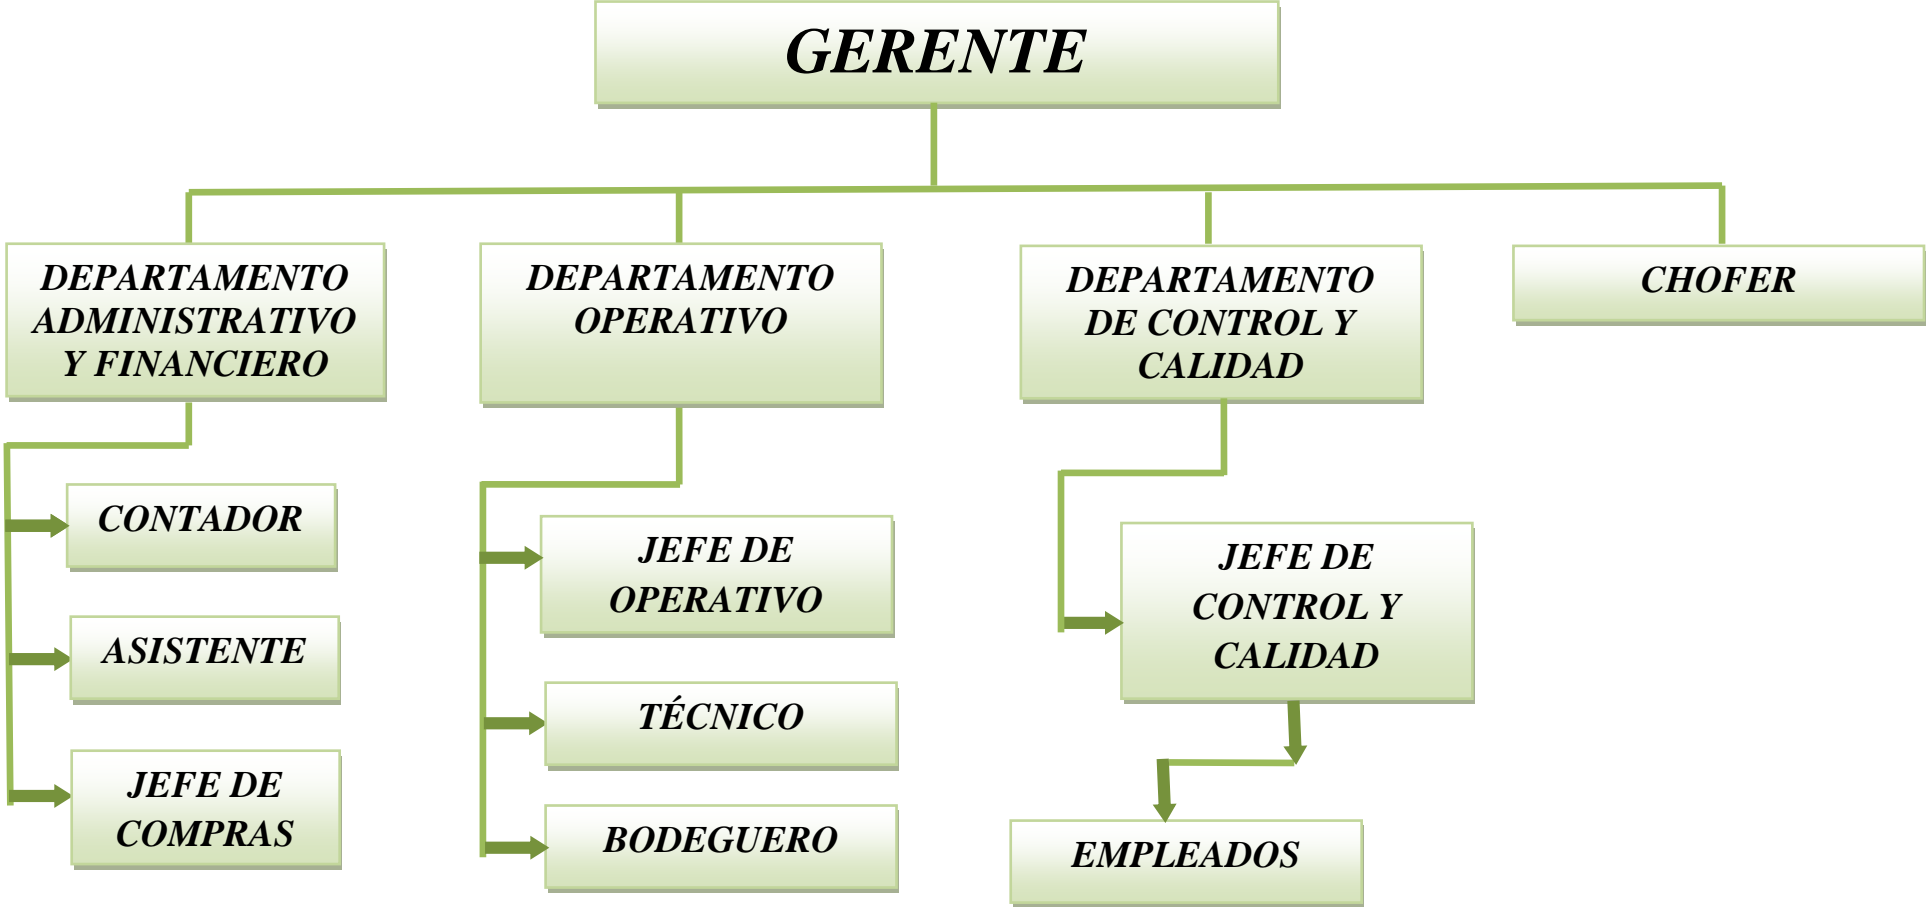 GERENTE
DEPARTAMENTO
ADMINISTRATIVO
Y FINANCIERO
DEPARTAMENTO
OPERATIVO
DEPARTAMENTO
DE CONTROL Y
CALIDAD
CHOFER
CONTADOR
ASISTENTE
JEFE DE
COMPRAS
JEFE DE
OPERATIVO
TÉCNICO
BODEGUERO
JEFE DE
CONTROL Y
CALIDAD
EMPLEADOS